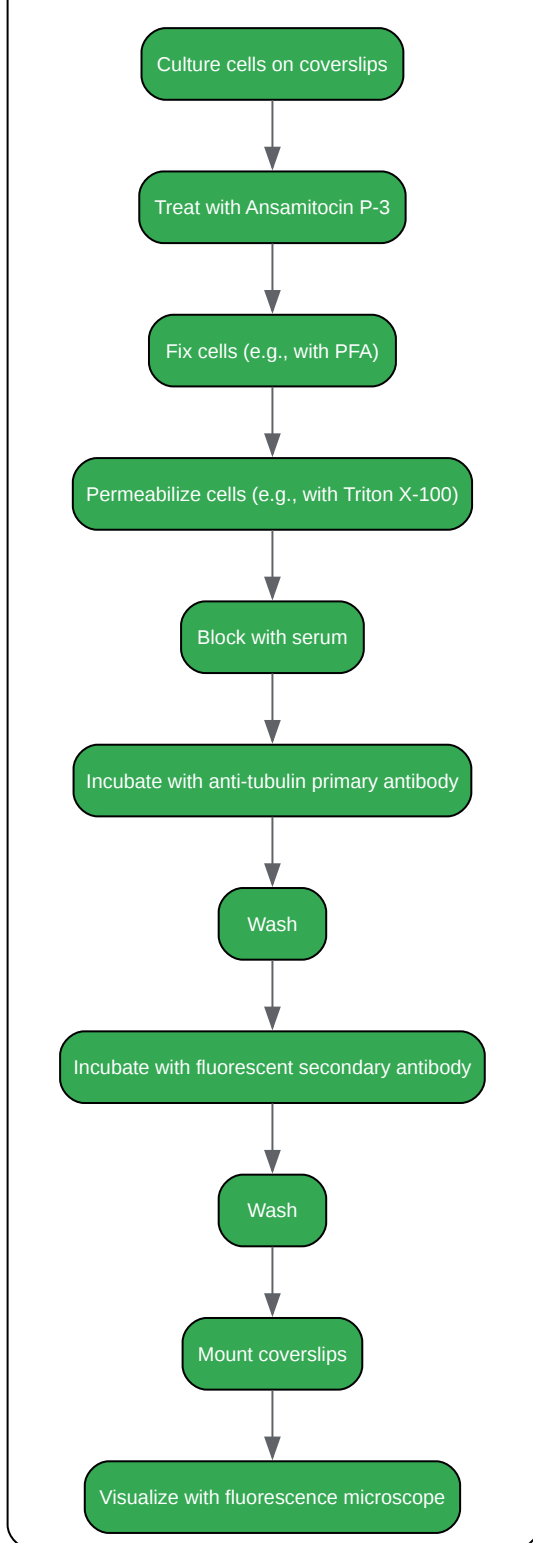 Culture cells on coverslips
Treat with Ansamitocin P-3
Fix cells (e.g., with PFA)
Permeabilize cells (e.g., with Triton X-100)
Block with serum
Incubate with anti-tubulin primary antibody
Wash
Incubate with fluorescent secondary antibody
Wash
Mount coverslips
Visualize with fluorescence microscope